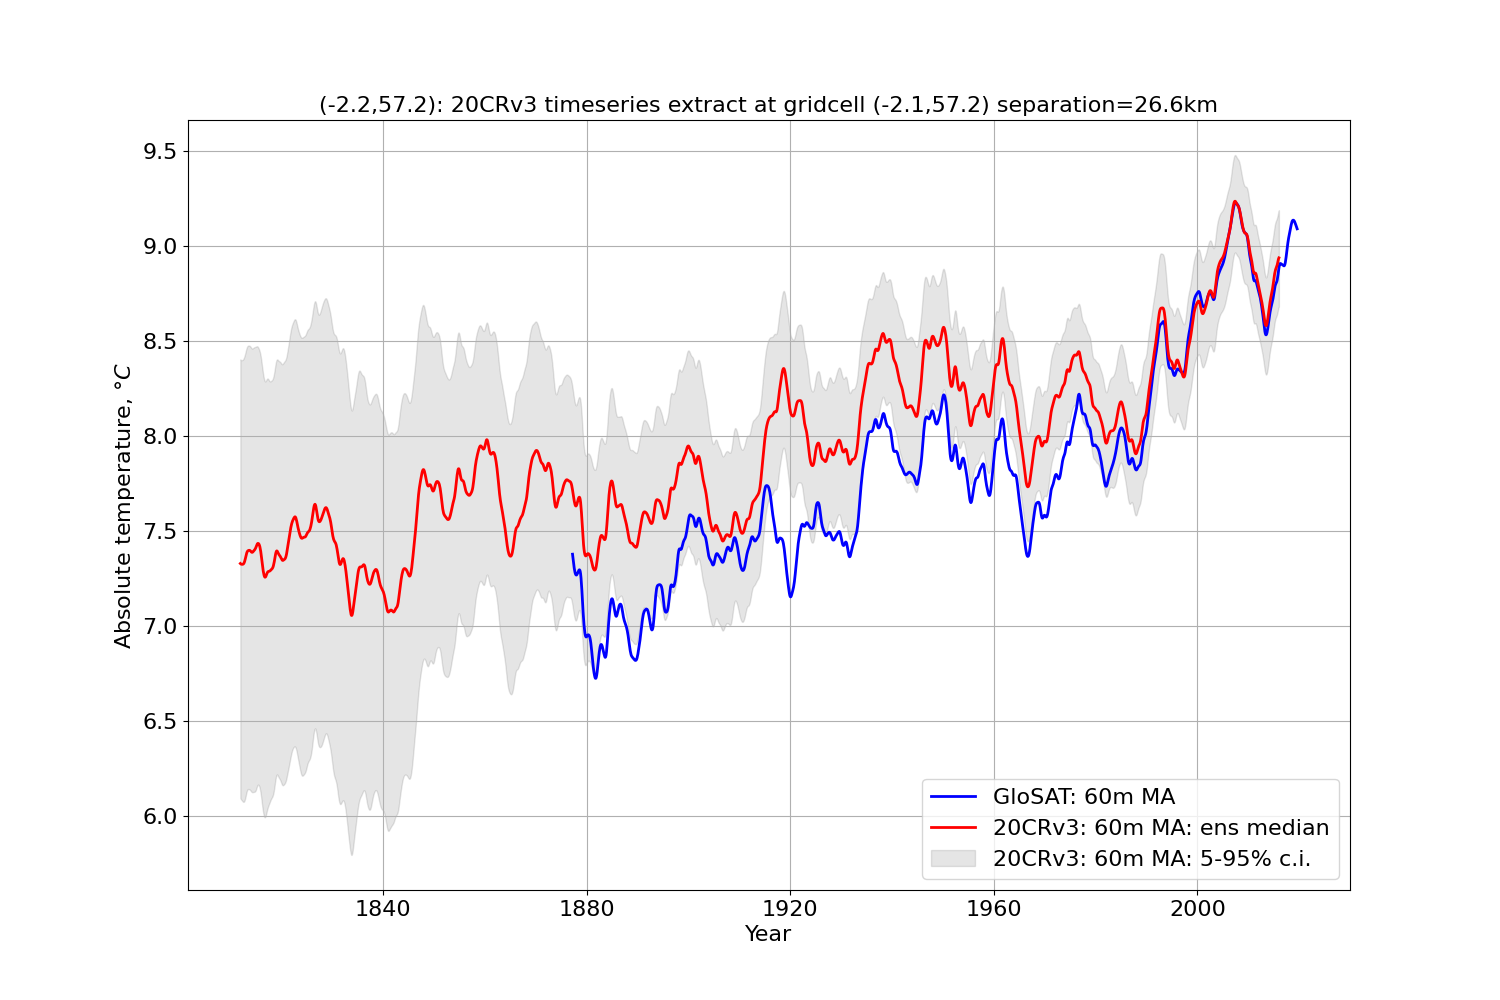 (-2.2,57.2): 20CRv3 timeseries extract at gridcell (-2.1,57.2) separation=26.6km
Absolute temperature, °C
9.5
9.0
8.5
8.0
7.5
7.0
6.5
6.0
GloSAT: 60m MA
20CRv3: 60m MA: ens median
20CRv3: 60m MA: 5-95% c.i.
1840 1880 1920 1960 2000
Year